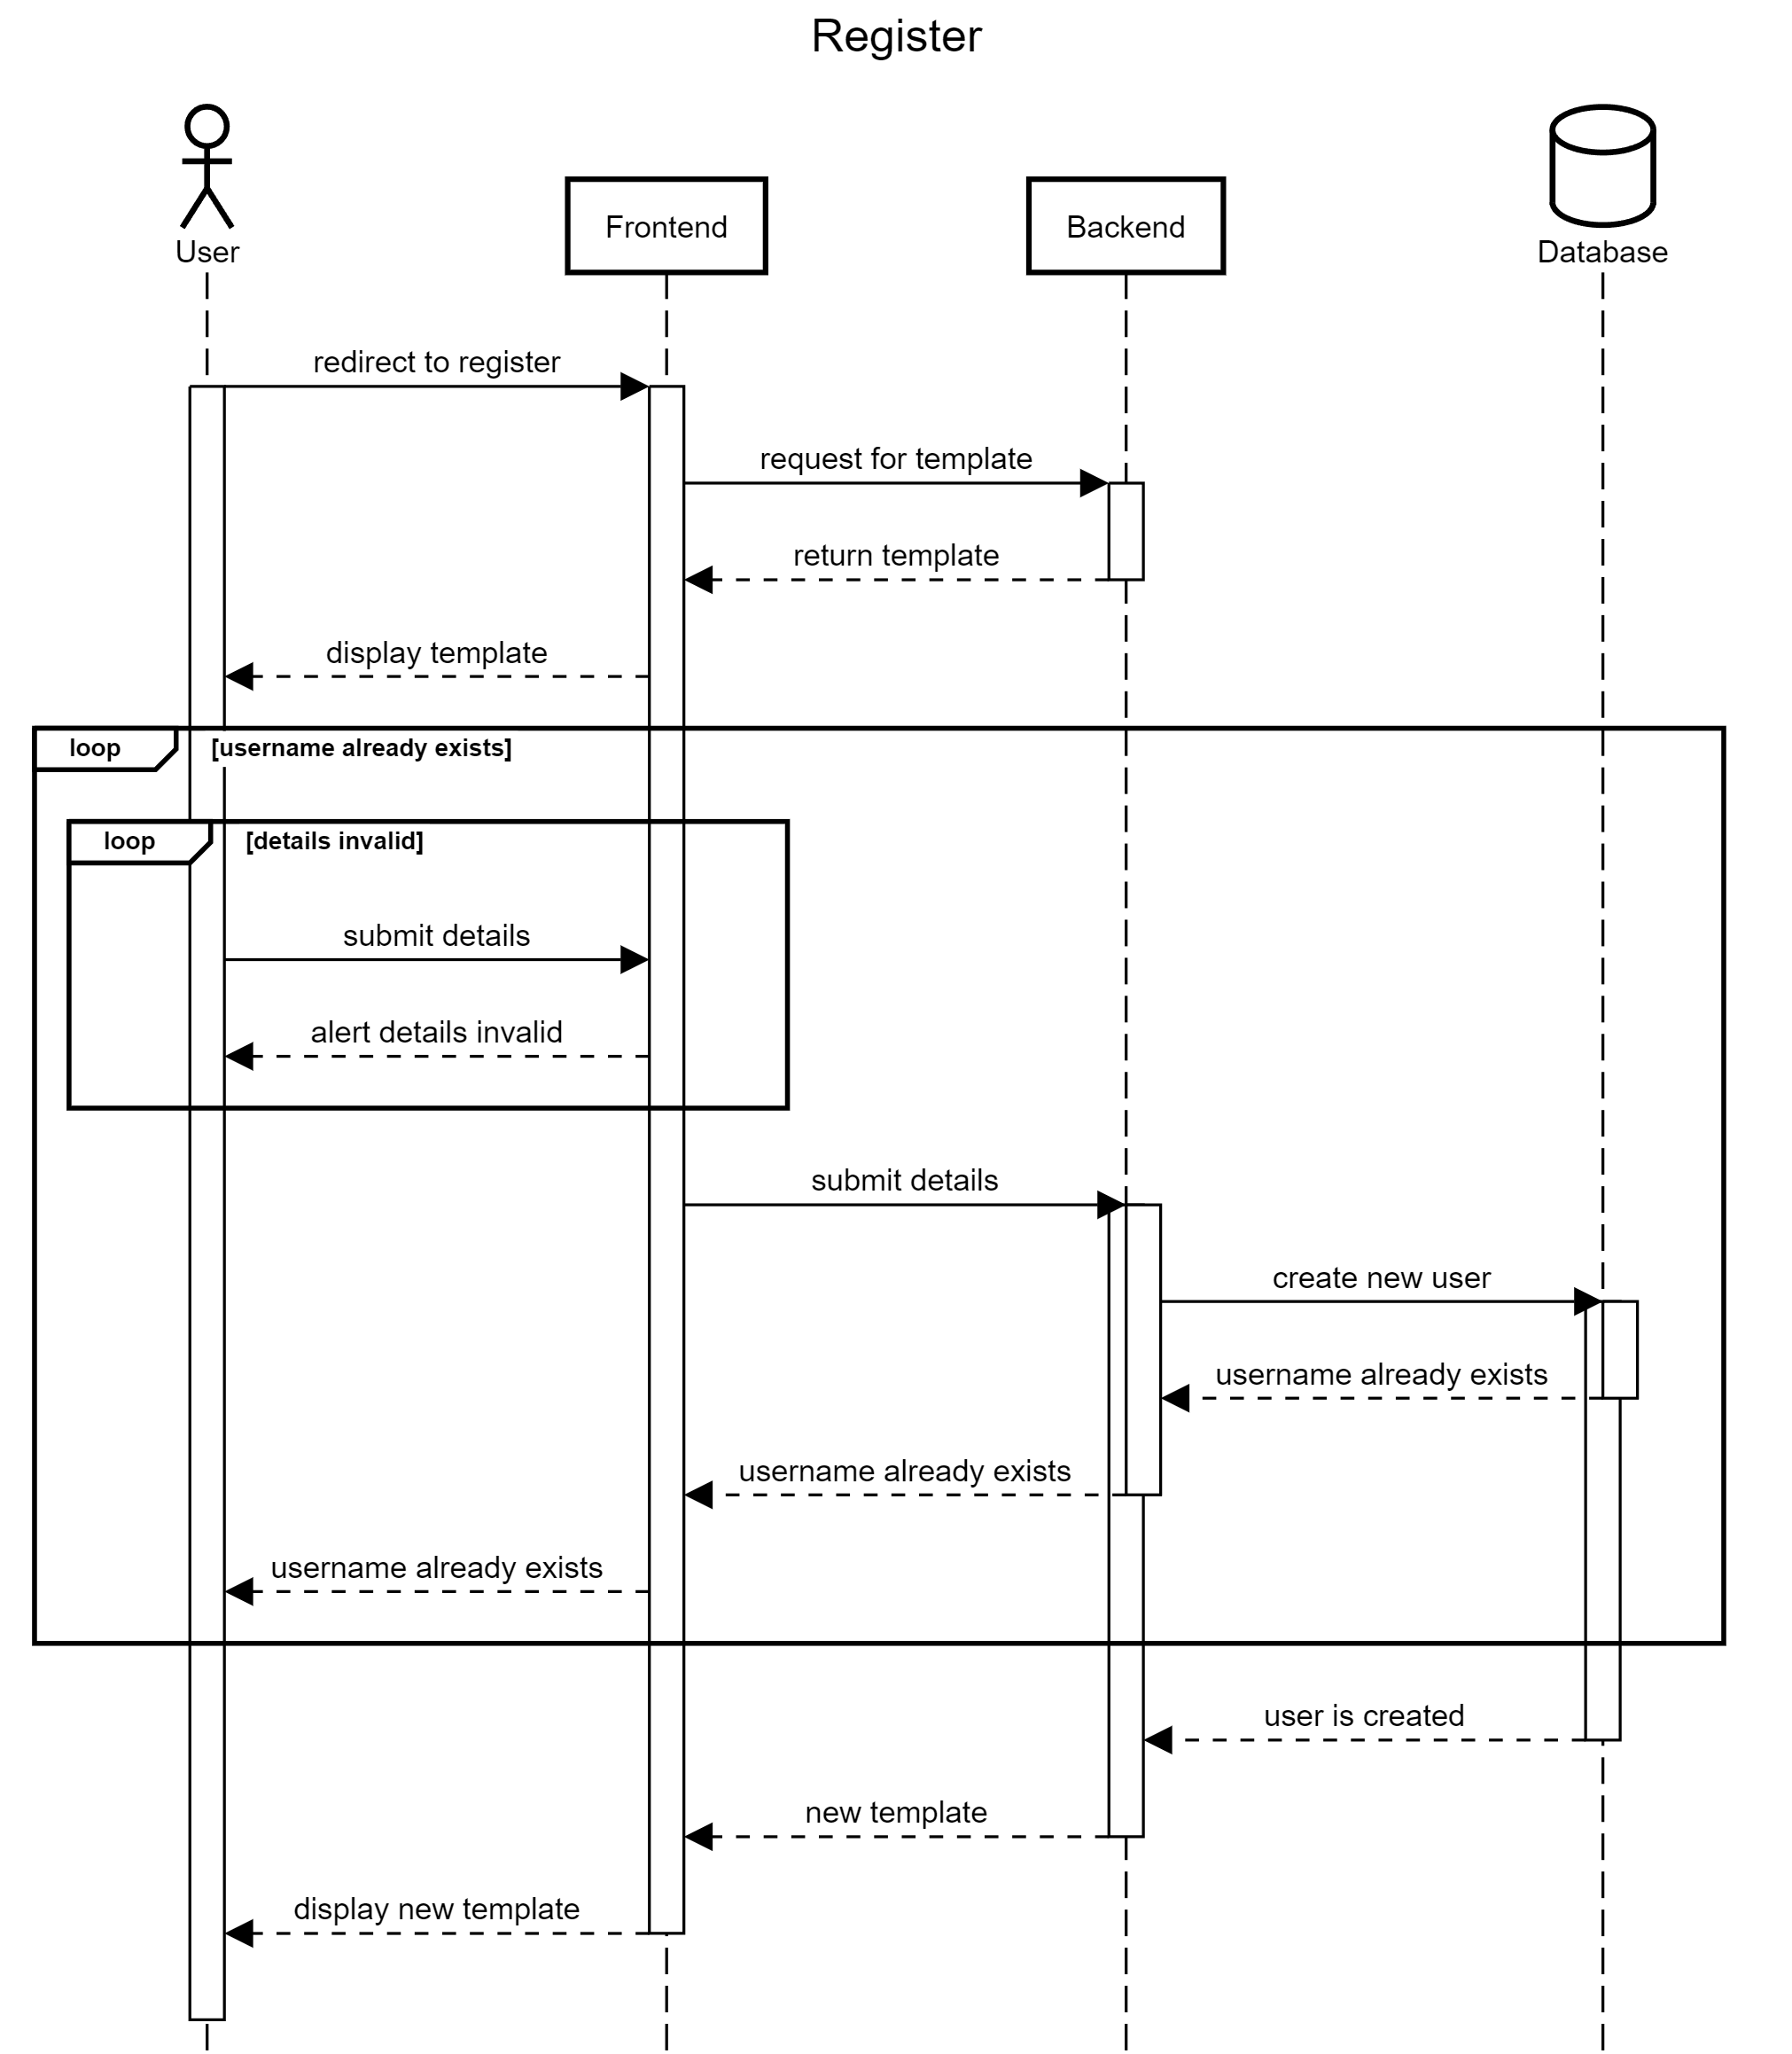 Register
User
Frontend
Backend
Database
redirect to register
request for template
return template
display template
loop [username already exists]
loop [details invalid]
submit details
alert details invalid
submit details
create new user
username already exists
username already exists
username already exists
user is created
new template
display new template